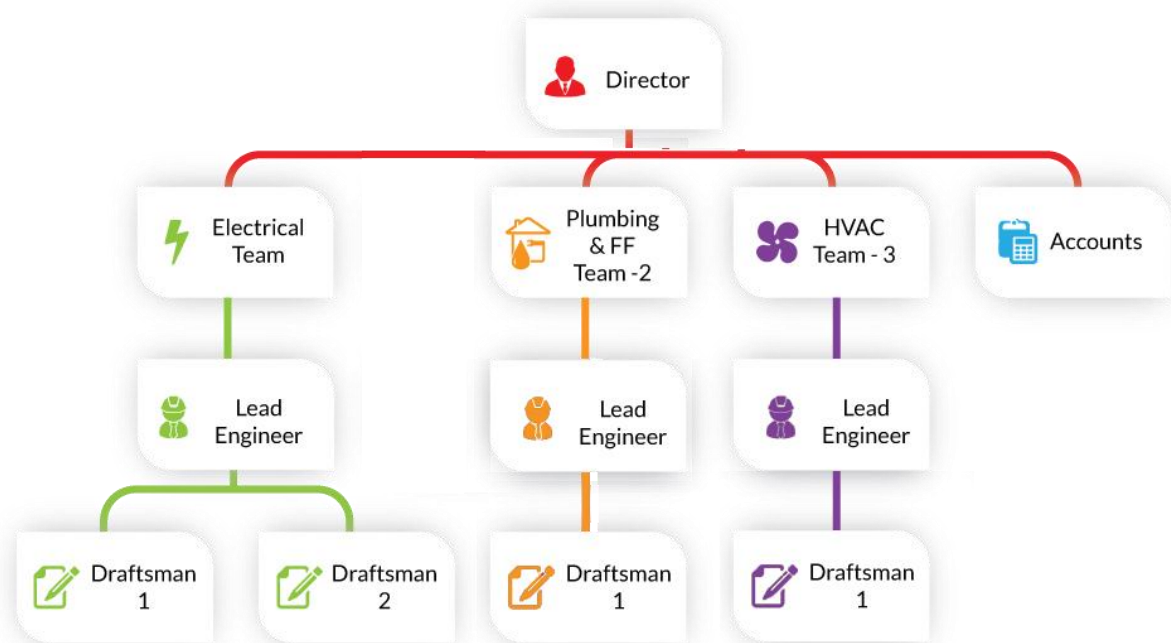 Director
Electrical
Team
Plumbing
& FF
Team -2
HVAC
Team - 3
Accounts
Lead
Engineer
Lead
Engineer
Lead
Engineer
Draftsman
1
Draftsman
2
Draftsman
1
Draftsman
1